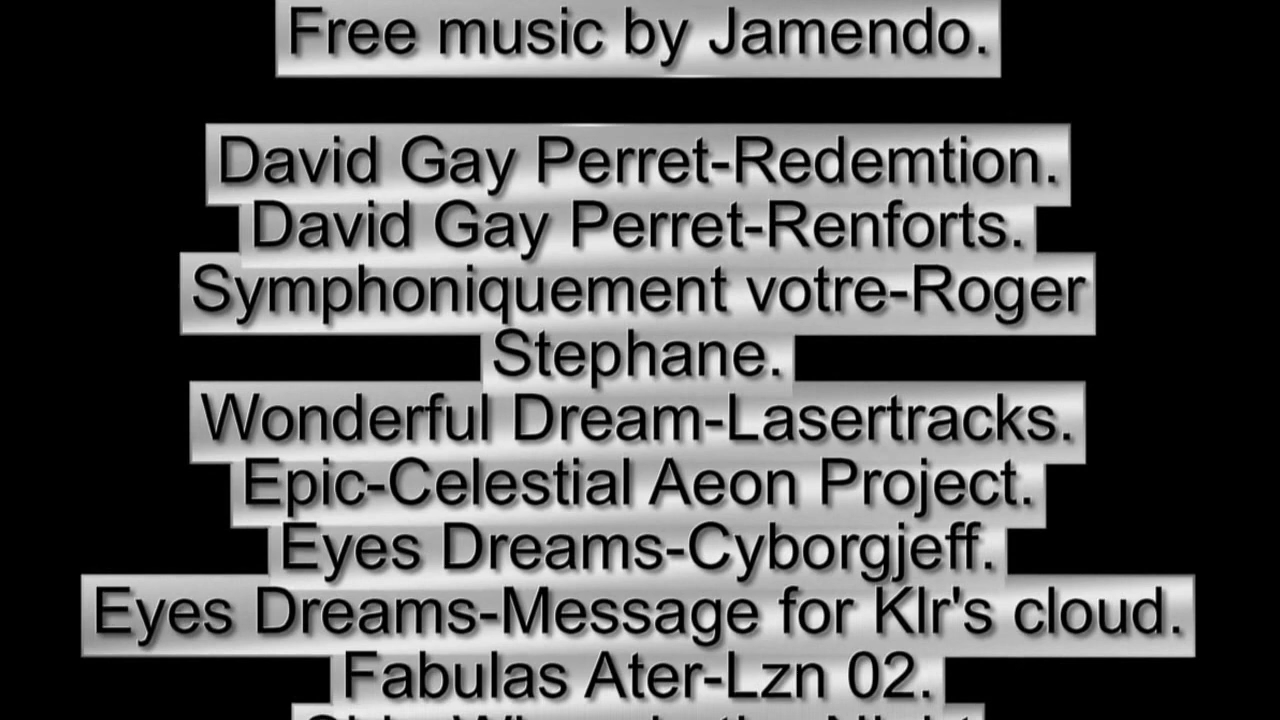 Free music by Jamendo.
David Gay Perret-Redemtion.
David Gay Perret-Renforts.
Symphoniquement votre-Roger
Stephane.
Wonderful Dream-Lasertracks.
Epic-Celestial Aeon Project.
Eyes Dreams-Cyborgjeff.
Eyes Dreams-Message for Klr's cloud.
Fabulas Ater-Lzn 02.